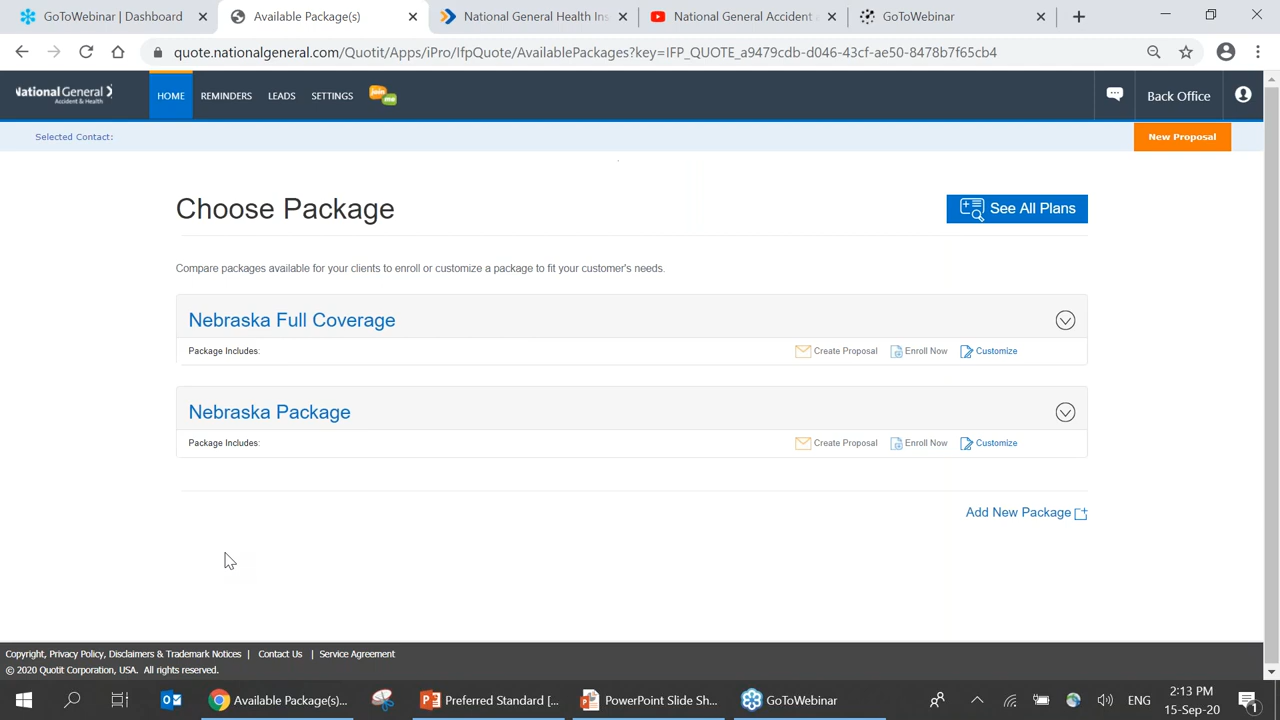 GoToWebinar | Dashboard
Available Package(s)
National General Health Ins
National General Accident &
GoToWebinar
quote.nationalgeneral.com/Quotit/Apps/iPro/IfpQuote/AvailablePackages?key=IFP_QUOTE_a9479cdb-d046-43cf-ae50-8478b7f65cb4
National General
Accident & Health
HOME
REMINDERS
LEADS
SETTINGS
join me
Back Office
Selected Contact:
New Proposal
Choose Package
See All Plans
Compare packages available for your clients to enroll or customize a package to fit your customer's needs.
Nebraska Full Coverage
Package Includes:
Create Proposal
Enroll Now
Customize
Nebraska Package
Package Includes:
Create Proposal
Enroll Now
Customize
Add New Package
Copyright, Privacy Policy, Disclaimers & Trademark Notices | Contact Us | Service Agreement
© 2020 Quotit Corporation, USA. All rights reserved.
Available Package(s)...
Preferred Standard [...
PowerPoint Slide Sh...
GoToWebinar
ENG
2:13 PM
15-Sep-20
1